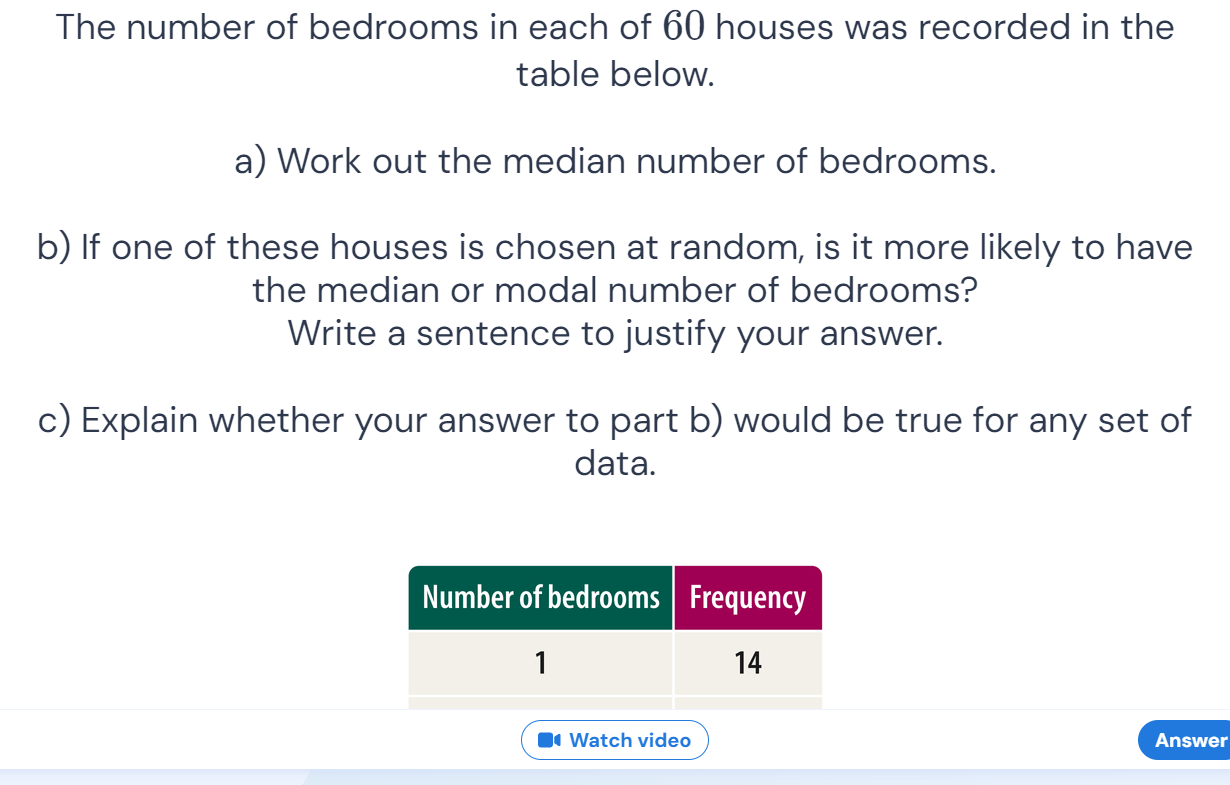 The number of bedrooms in each of 60 houses was recorded in the
table below.
a) Work out the median number of bedrooms.
b) If one of these houses is chosen at random, is it more likely to have
the median or modal number of bedrooms?
Write a sentence to justify your answer.
c) Explain whether your answer to part b) would be true for any set of
data.
Number of bedrooms Frequency
1 14
Watch video
Answer